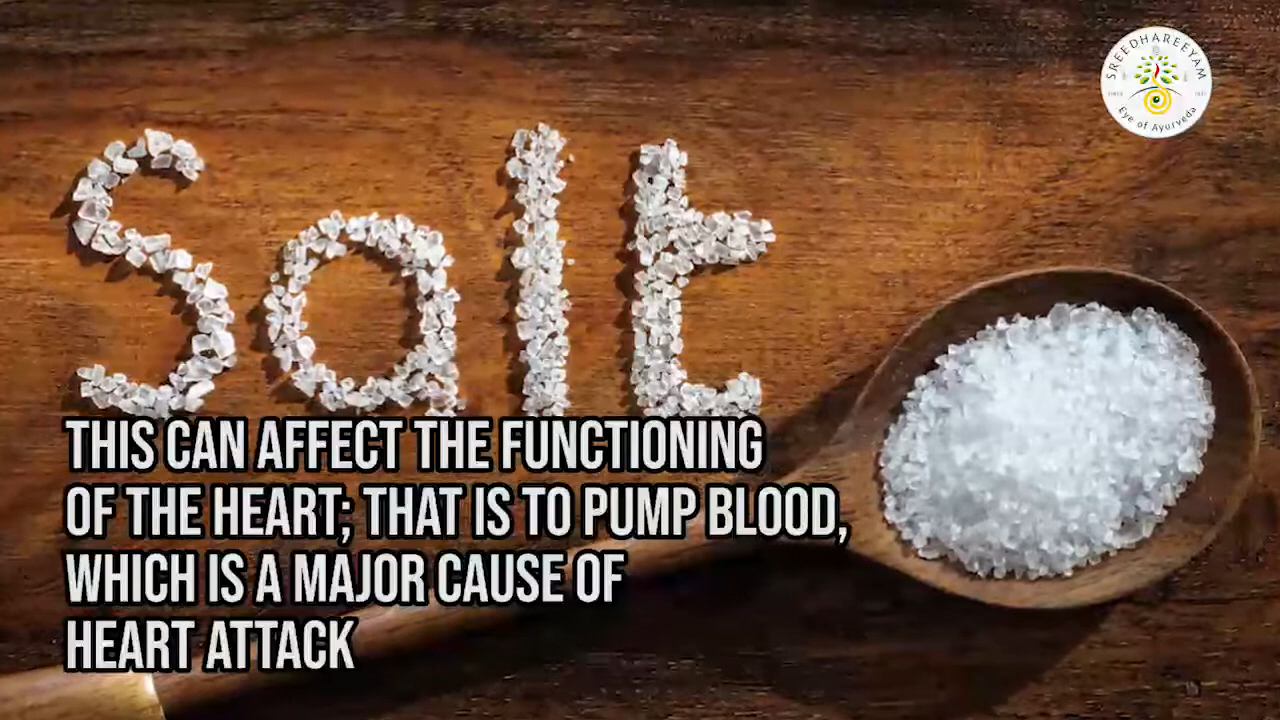 SREEDHAREEYAM
Eye of Ayurveda
Salt
THIS CAN AFFECT THE FUNCTIONING
OF THE HEART; THAT IS TO PUMP BLOOD,
WHICH IS A MAJOR CAUSE OF
HEART ATTACK